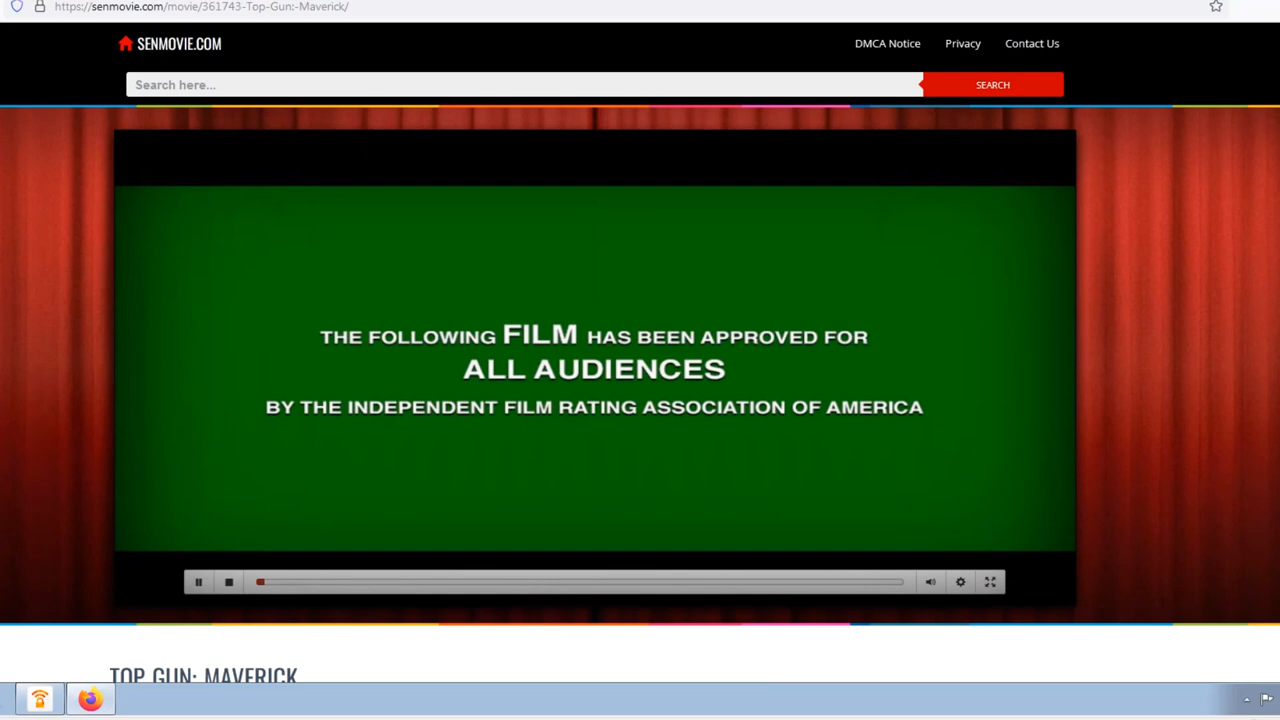 https://senmovie.com/movie/361743-Top-Gun:-Maverick/
SENMOVIE.COM
DMCA Notice Privacy Contact Us
Search here...
SEARCH
THE FOLLOWING FILM HAS BEEN APPROVED FOR
ALL AUDIENCES
BY THE INDEPENDENT FILM RATING ASSOCIATION OF AMERICA
TOP GUN: MAVERICK